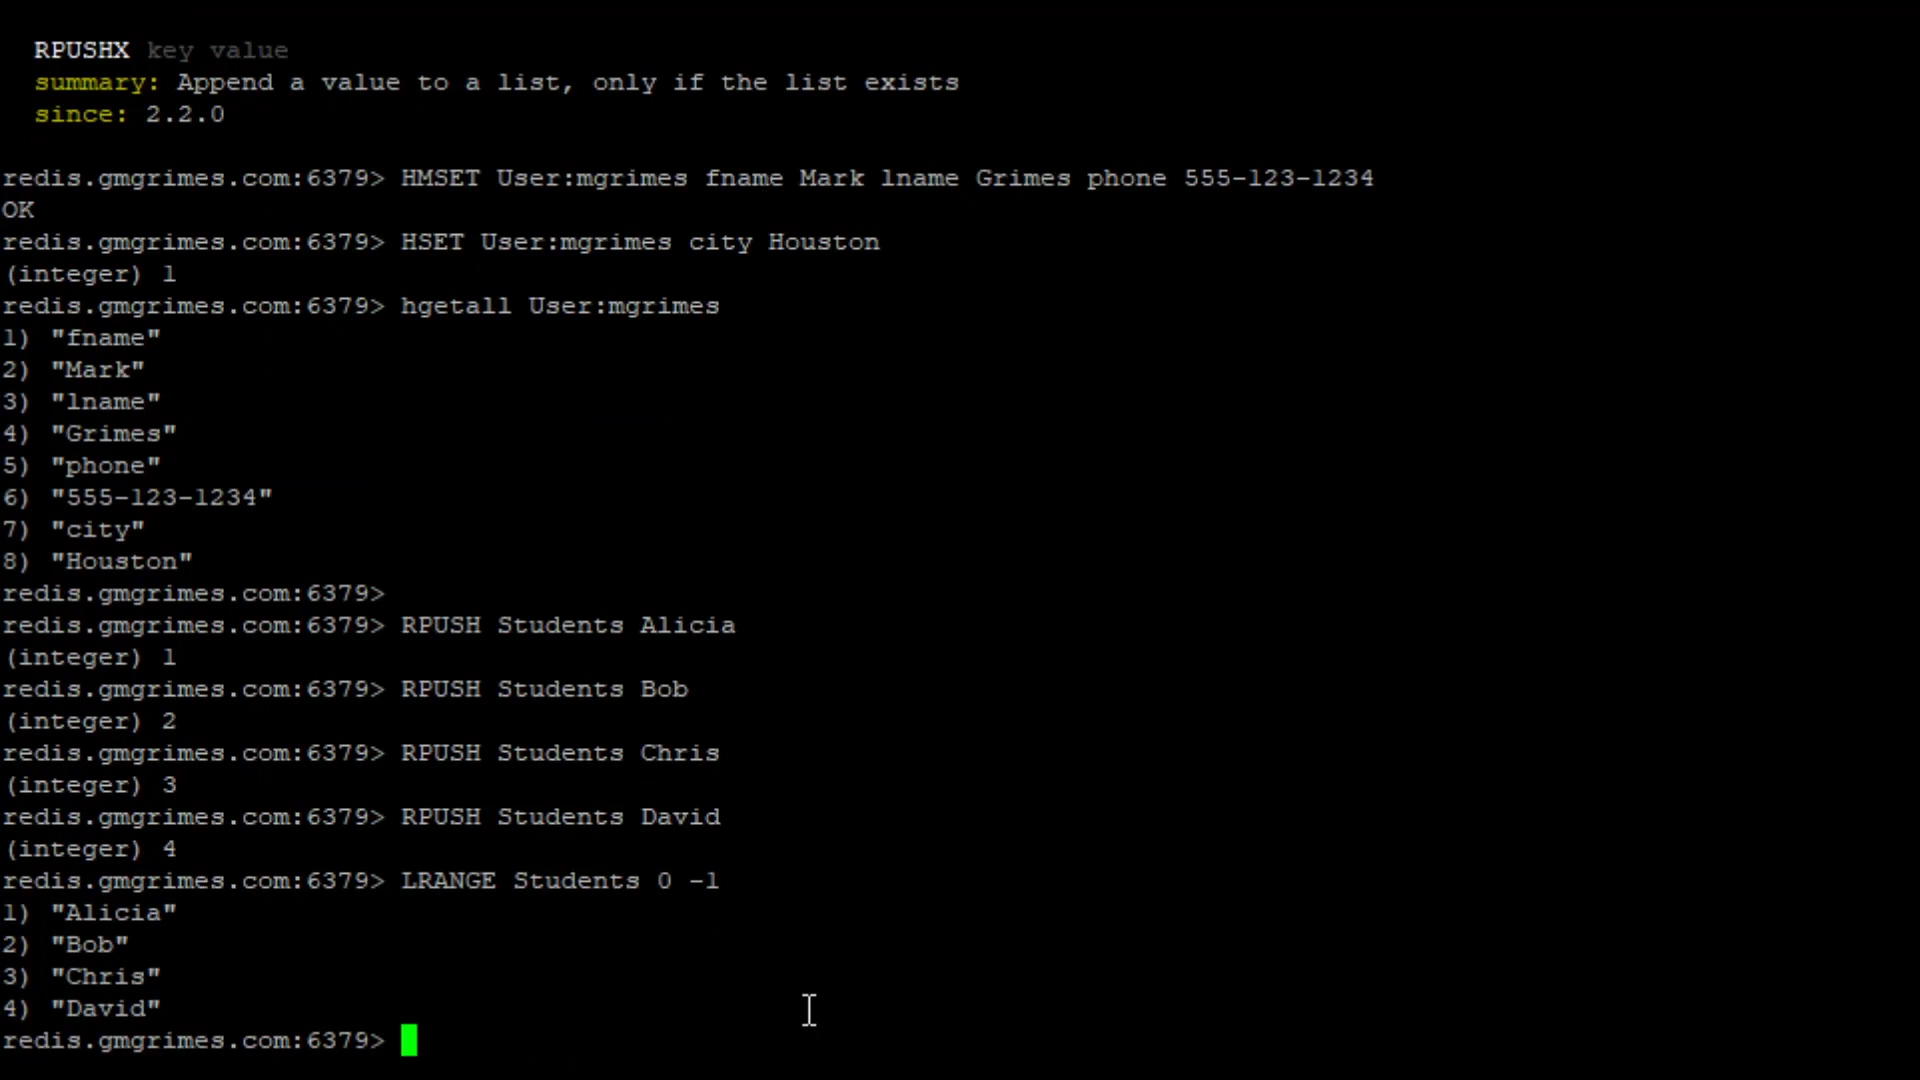 RPUSHX key value
summary: Append a value to a list, only if the list exists
since: 2.2.0
redis.gmgrimes.com:6379> HMSET User:mgrimes fname Mark lname Grimes phone 555-123-1234
OK
redis.gmgrimes.com:6379> HSET User:mgrimes city Houston
(integer) 1
redis.gmgrimes.com:6379> hgetall User:mgrimes
1) "fname"
2) "Mark"
3) "lname"
4) "Grimes"
5) "phone"
6) "555-123-1234"
7) "city"
8) "Houston"
redis.gmgrimes.com:6379>
redis.gmgrimes.com:6379> RPUSH Students Alicia
(integer) 1
redis.gmgrimes.com:6379> RPUSH Students Bob
(integer) 2
redis.gmgrimes.com:6379> RPUSH Students Chris
(integer) 3
redis.gmgrimes.com:6379> RPUSH Students David
(integer) 4
redis.gmgrimes.com:6379> LRANGE Students 0 -1
1) "Alicia"
2) "Bob"
3) "Chris"
4) "David"
redis.gmgrimes.com:6379>